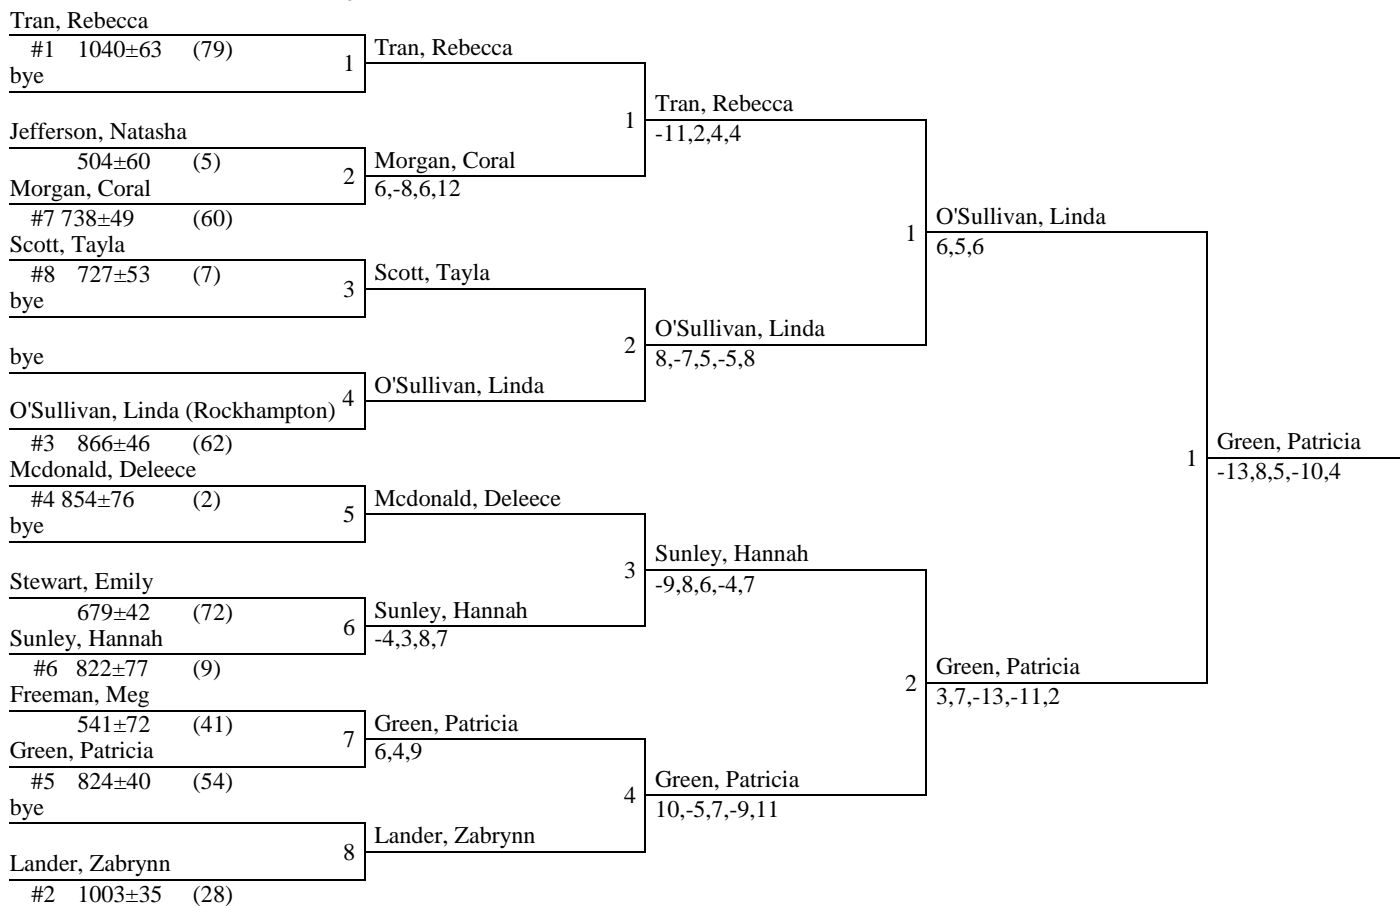 Tran, Rebecca
#1 1040±63 (79)
bye
1
Jefferson, Natasha
504±60 (5)
Morgan, Coral
#7 738±49 (60)
2
Scott, Tayla
#8 727±53 (7)
bye
3
bye
O'Sullivan, Linda (Rockhampton)
#3 866±46 (62)
4
Mcdonald, Deleece
#4 854±76 (2)
bye
5
Stewart, Emily
679±42 (72)
Sunley, Hannah
#6 822±77 (9)
6
Freeman, Meg
541±72 (41)
Green, Patricia
#5 824±40 (54)
7
bye
Lander, Zabrynn
#2 1003±35 (28)
8
Tran, Rebecca
Morgan, Coral
6,-8,6,12
1
Scott, Tayla
O'Sullivan, Linda
2
Mcdonald, Deleece
Sunley, Hannah
-4,3,8,7
3
Green, Patricia
6,4,9
Lander, Zabrynn
4
Tran, Rebecca
-11,2,4,4
O'Sullivan, Linda
8,-7,5,-5,8
1
Sunley, Hannah
-9,8,6,-4,7
Green, Patricia
10,-5,7,-9,11
2
O'Sullivan, Linda
6,5,6
Green, Patricia
3,7,-13,-11,2
1
Green, Patricia
-13,8,5,-10,4